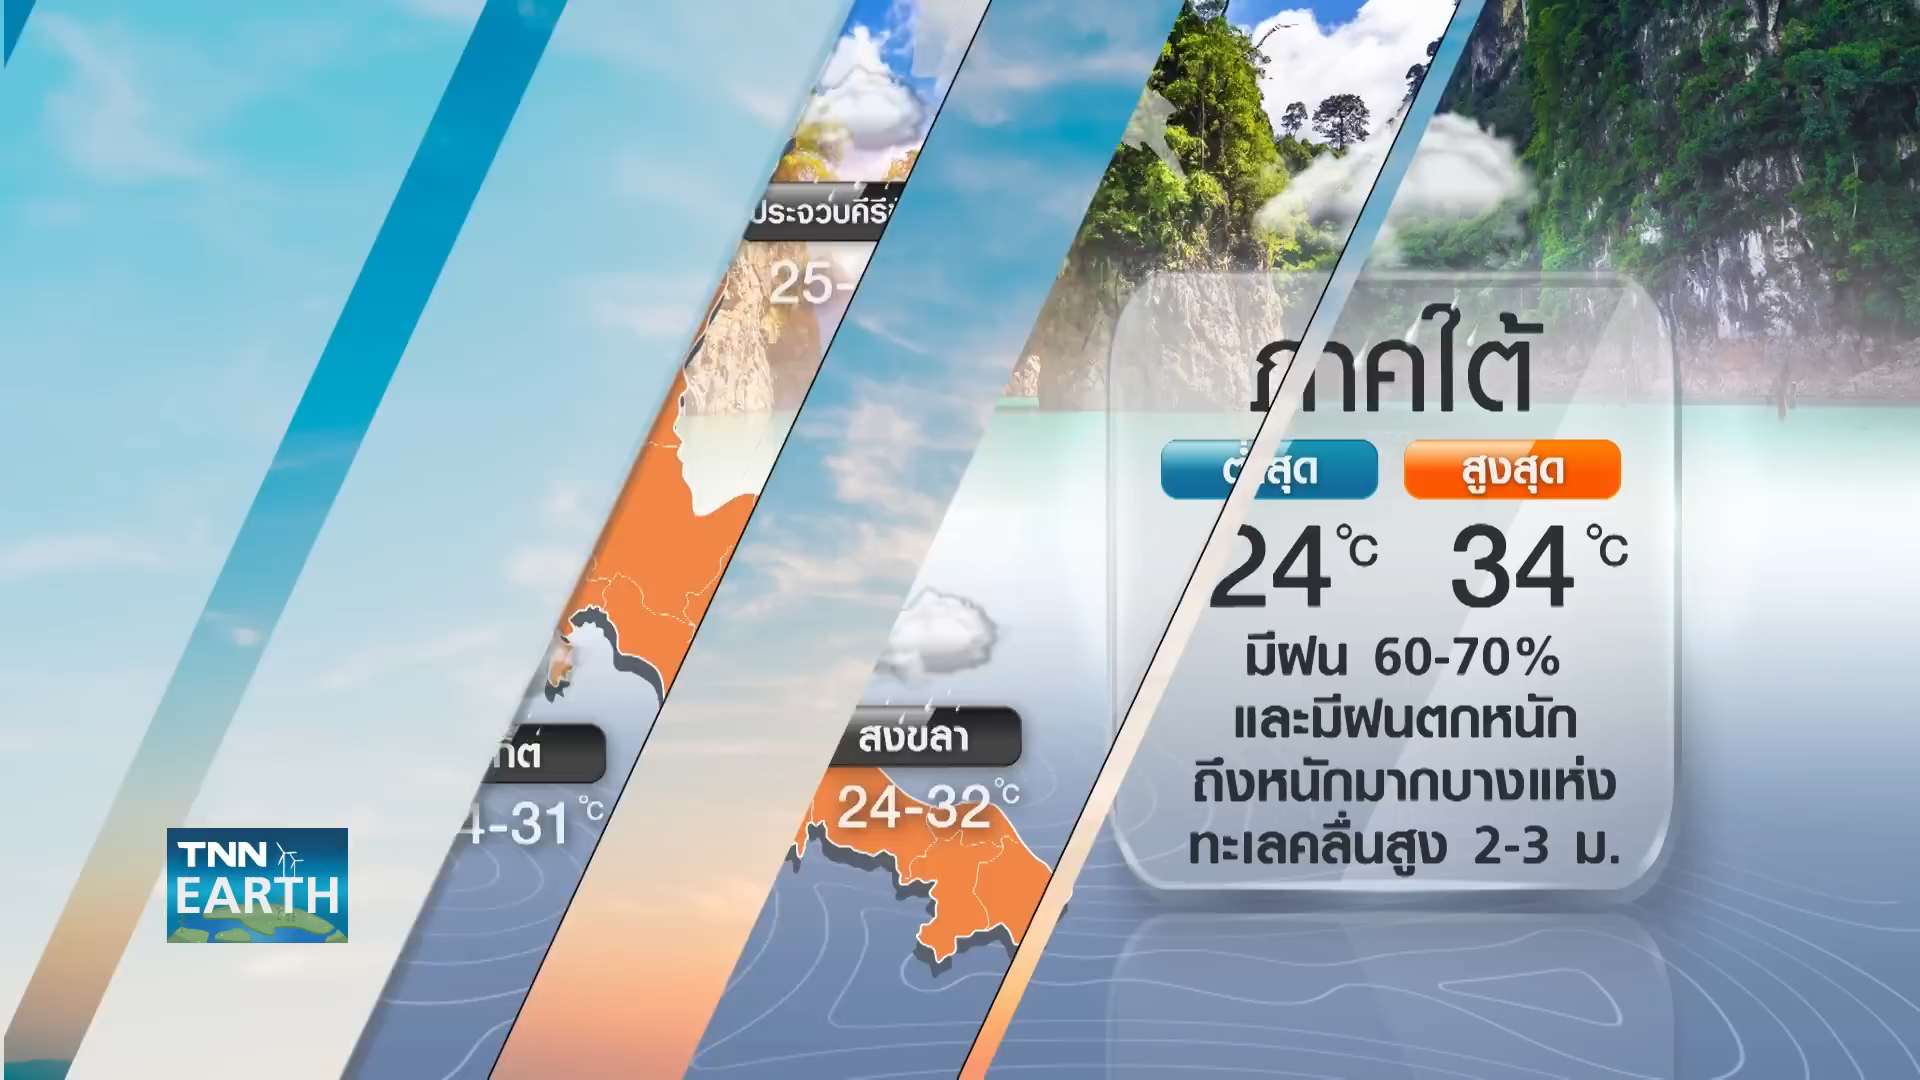 ประจวบคีรี
25-
ภาคใต้
ต่ำสุด สูงสุด
24°C 34°C
มีฝน 60-70%
และมีฝนตกหนัก
ถึงหนักมากบางแห่ง
ทะเลคลื่นสูง 2-3 ม.
สงขลา
24-32°C
4-31°C
TNN
EARTH